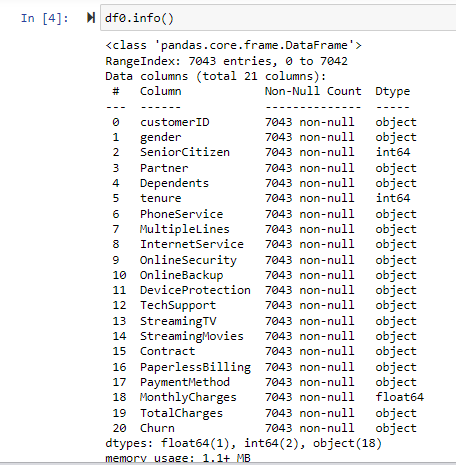 In [4]: df0.info()
<class 'pandas.core.frame.DataFrame'>
RangeIndex: 7043 entries, 0 to 7042
Data columns (total 21 columns):
 #   Column            Non-Null Count  Dtype
---  ------            --------------  -----
 0   customerID        7043 non-null   object
 1   gender            7043 non-null   object
 2   SeniorCitizen     7043 non-null   int64
 3   Partner           7043 non-null   object
 4   Dependents        7043 non-null   object
 5   tenure            7043 non-null   int64
 6   PhoneService      7043 non-null   object
 7   MultipleLines     7043 non-null   object
 8   InternetService   7043 non-null   object
 9   OnlineSecurity    7043 non-null   object
 10  OnlineBackup      7043 non-null   object
 11  DeviceProtection  7043 non-null   object
 12  TechSupport       7043 non-null   object
 13  StreamingTV       7043 non-null   object
 14  StreamingMovies   7043 non-null   object
 15  Contract          7043 non-null   object
 16  PaperlessBilling  7043 non-null   object
 17  PaymentMethod     7043 non-null   object
 18  MonthlyCharges    7043 non-null   float64
 19  TotalCharges      7043 non-null   object
 20  Churn             7043 non-null   object
dtypes: float64(1), int64(2), object(18)
memory usage: 1.1+ MB